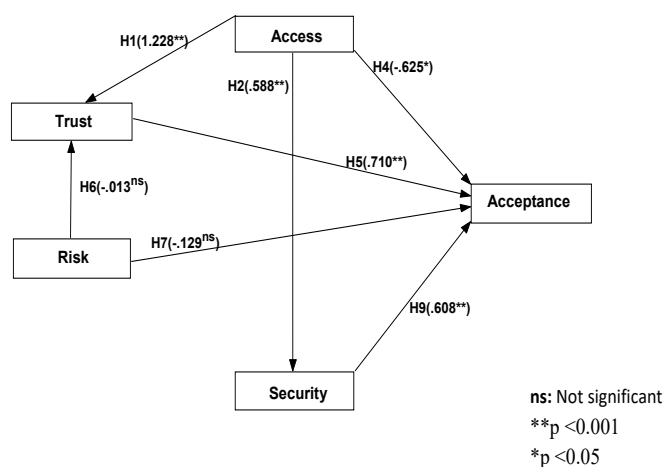 H1(1.228**)
Access
H2(.588**)
H4(-.625*)
Trust
H5(.710**)
H6(-.013ns)
Acceptance
H7(-.129ns)
Risk
H9(.608**)
Security
ns: Not significant
**p <0.001
*p <0.05